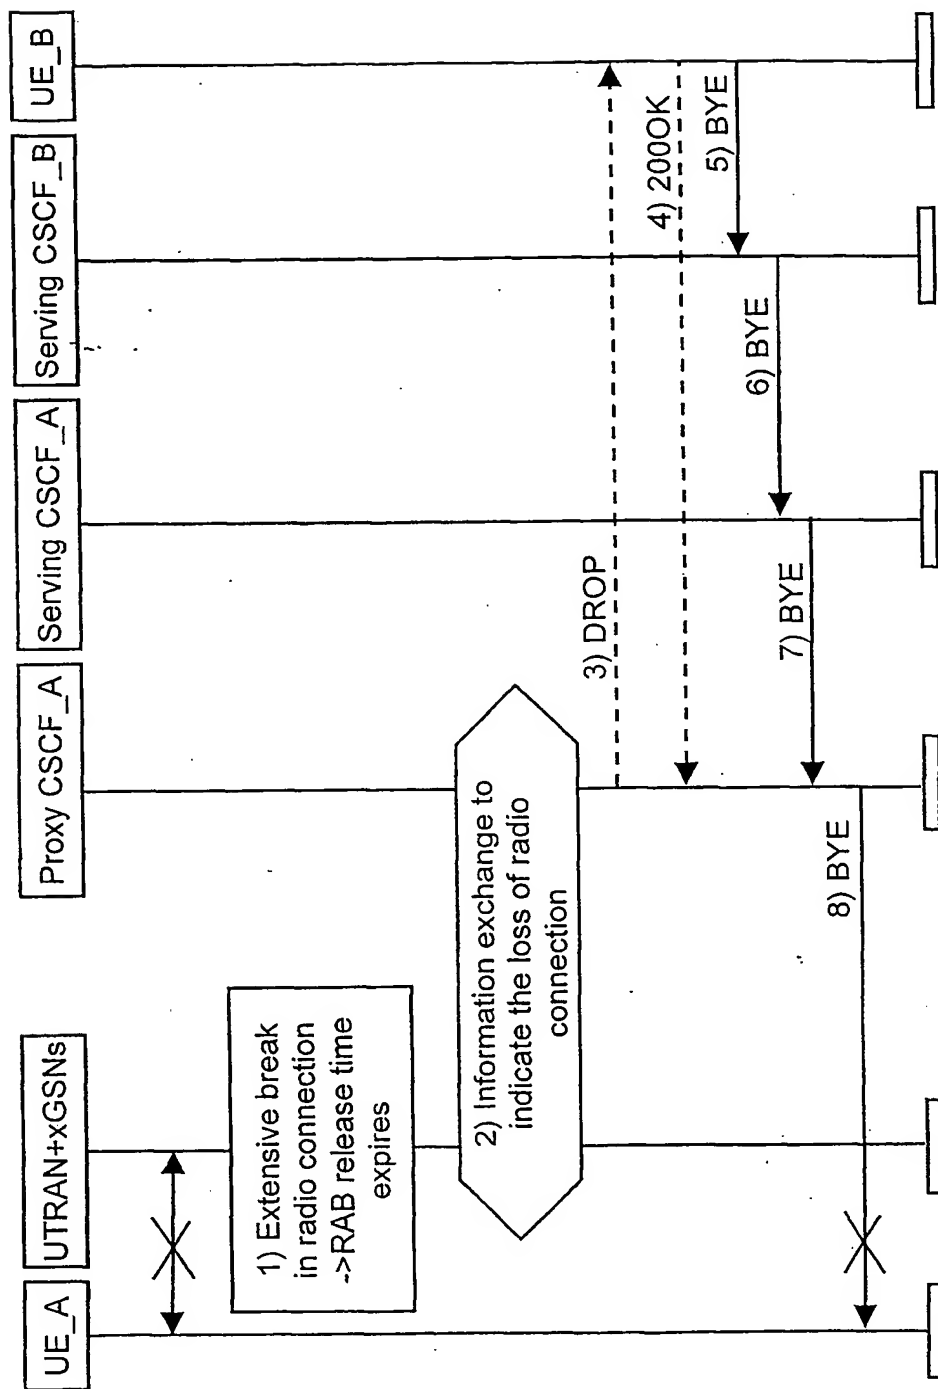 UE_A
UTRAN+xGSNs
Proxy CSCF_A
Serving CSCF_A
Serving CSCF_B
UE_B
1) Extensive break
in radio connection
->RAB release time
expires
2) Information exchange to
indicate the loss of radio
connection
3) DROP
4) 200OK
5) BYE
6) BYE
7) BYE
8) BYE